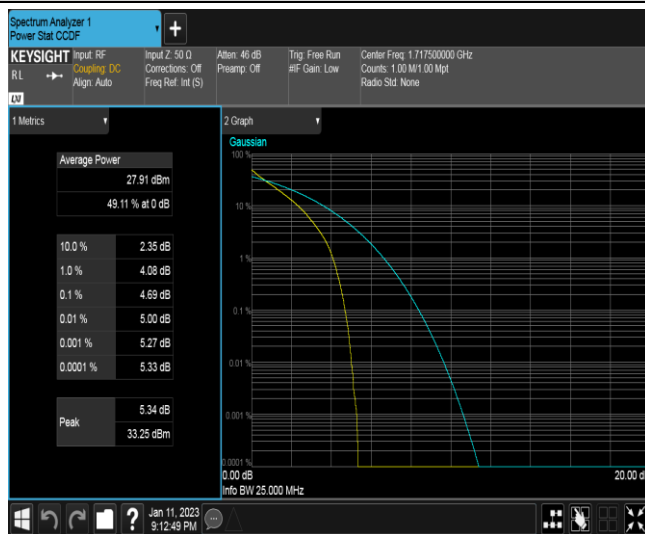 Spectrum Analyzer 1
Power Stat CCDF
+
KEYSIGHT
RL
LXI
Input: RF
Coupling: DC
Align: Auto
Input Z: 50 Ω
Corrections: Off
Freq Ref: Int (S)
Atten: 46 dB
Preamp: Off
Trig: Free Run
#IF Gain: Low
Center Freq: 1.717500000 GHz
Counts: 1.00 M/1.00 Mpt
Radio Std: None
1 Metrics
Average Power
27.91 dBm
49.11 % at 0 dB
10.0 % 2.35 dB
1.0 % 4.08 dB
0.1 % 4.69 dB
0.01 % 5.00 dB
0.001 % 5.27 dB
0.0001 % 5.33 dB
Peak
5.34 dB
33.25 dBm
2 Graph
Gaussian
100 %
10 %
1 %
0.1 %
0.01 %
0.001 %
0.0001 %
0.00 dB
20.00 d
Info BW 25.000 MHz
?
Jan 11, 2023
9:12:49 PM